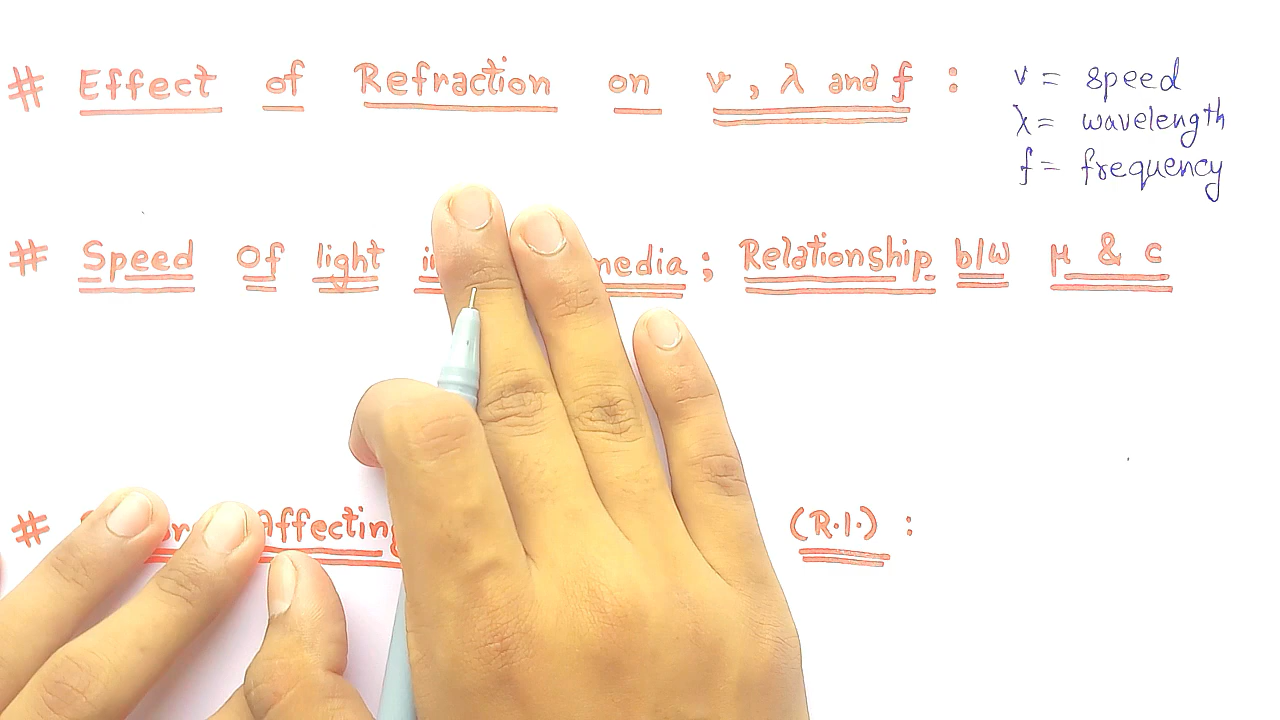 # Effect of Refraction on v, λ and f :
v = speed
λ = wavelength
f = frequency
# Speed Of light media ; Relationship b/w μ & c
# Affecting (R.I.) :